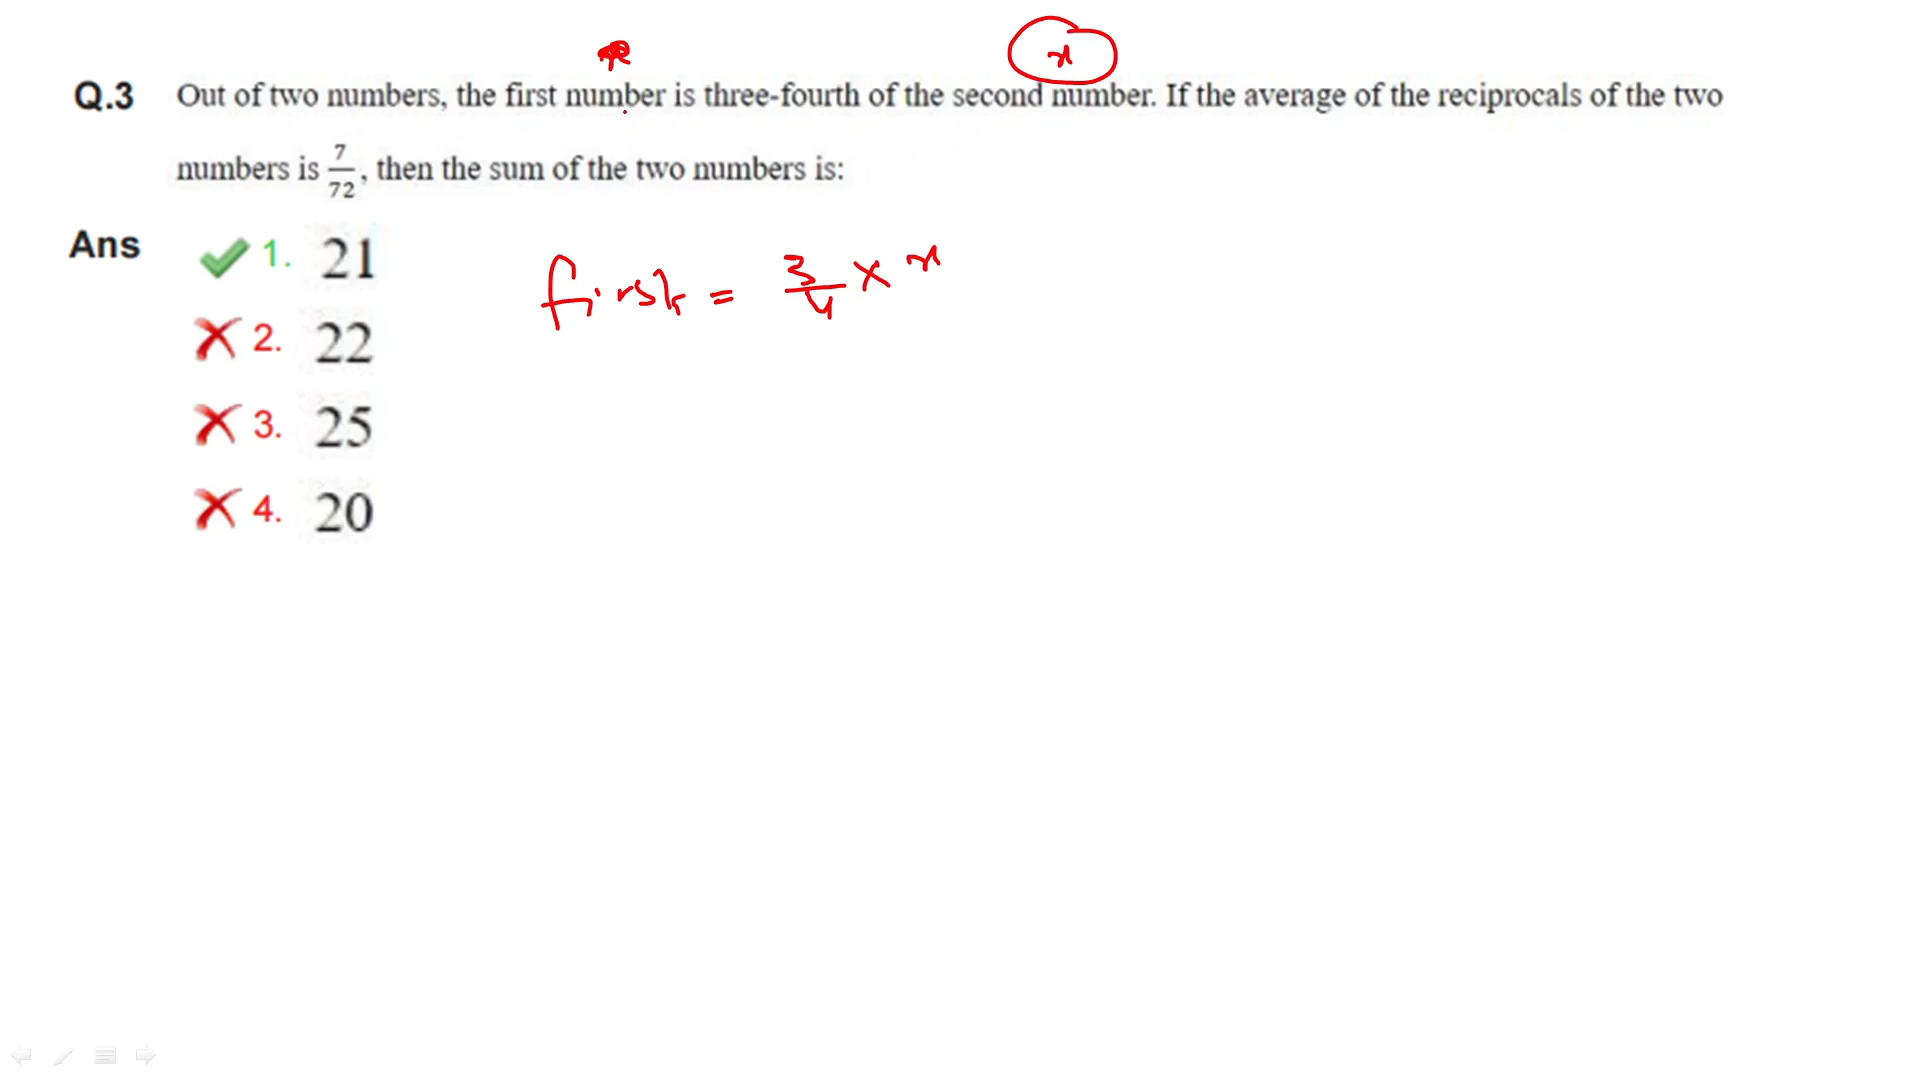 x
Q.3 Out of two numbers, the first number is three-fourth of the second number. If the average of the reciprocals of the two
numbers is 7/72, then the sum of the two numbers is:
Ans
1. 21
2. 22
3. 25
4. 20
first = 3/4 × x